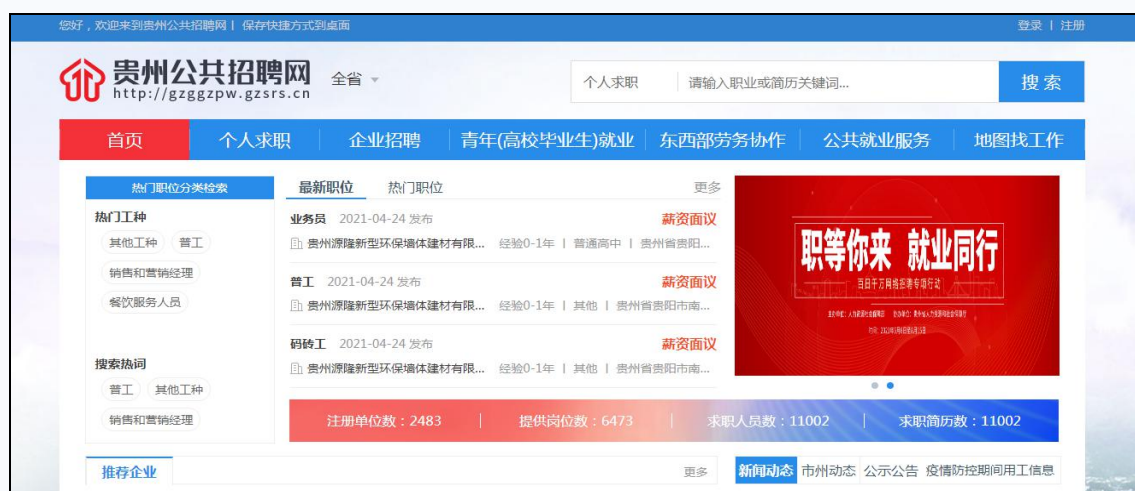 您好，欢迎来到贵州公共招聘网 | 保存快捷方式到桌面
登录 | 注册
贵州公共招聘网
http://gzggzpw.gzsrs.cn
全省
个人求职
请输入职业或简历关键词...
搜索
首页 个人求职 企业招聘 青年(高校毕业生)就业 东西部劳务协作 公共就业服务 地图找工作
热门职位分类检索
热门工种
其他工种 普工
销售和营销经理
餐饮服务人员
搜索热词
普工 其他工种
销售和营销经理
最新职位 热门职位 更多
业务员 2021-04-24 发布 薪资面议
贵州源隆新型环保墙体建材有限... 经验0-1年 | 普通高中 | 贵州省贵阳...
普工 2021-04-24 发布 薪资面议
贵州源隆新型环保墙体建材有限... 经验0-1年 | 其他 | 贵州省贵阳市南...
码砖工 2021-04-24 发布 薪资面议
贵州源隆新型环保墙体建材有限... 经验0-1年 | 其他 | 贵州省贵阳市南...
职等你来 就业同行
百日千万网络招聘专项行动
注册单位数：2483 | 提供岗位数：6473 | 求职人员数：11002 | 求职简历数：11002
推荐企业 更多
新闻动态 市州动态 公示公告 疫情防控期间用工信息